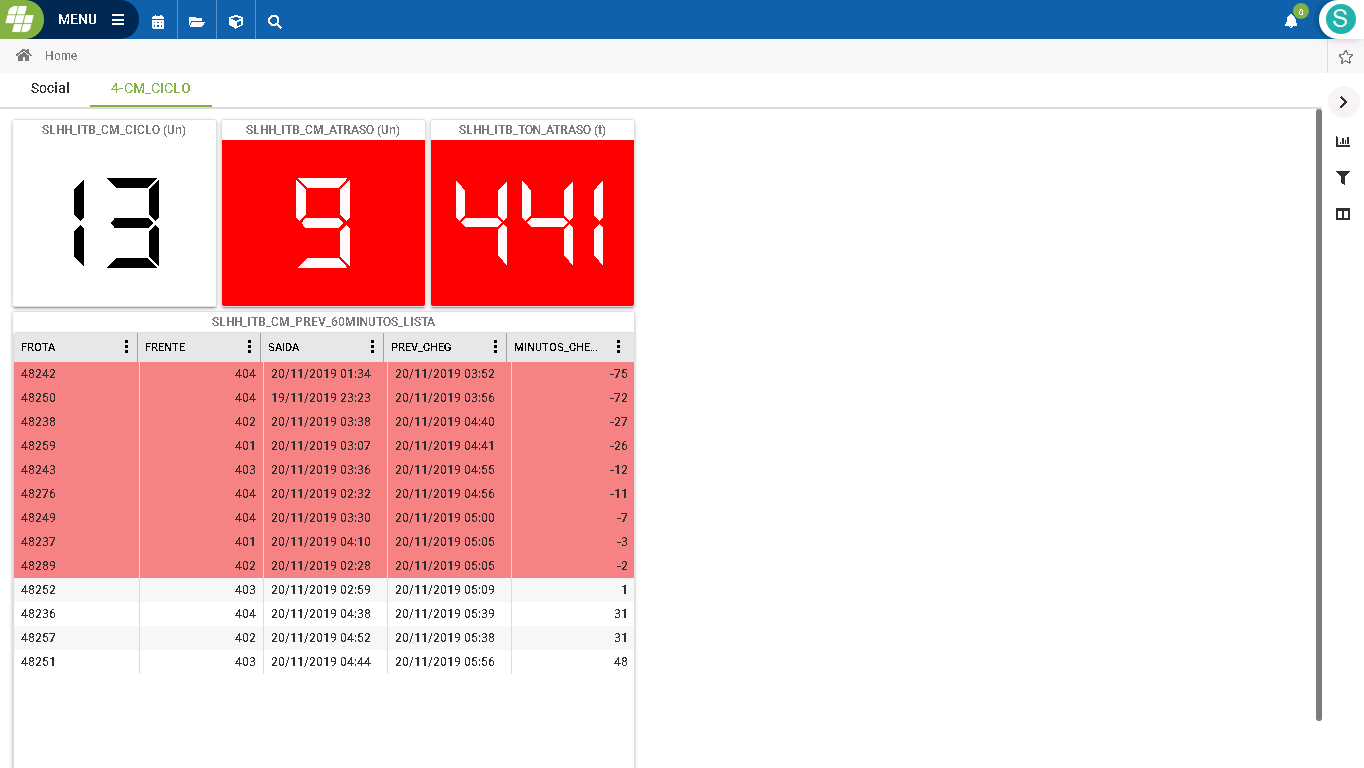 MENU
0
S
Home
Social 4-CM_CICLO
SLHH_ITB_CM_CICLO (Un) SLHH_ITB_CM_ATRASO (Un) SLHH_ITB_TON_ATRASO (t)
13 9 441
SLHH_ITB_CM_PREV_60MINUTOS_LISTA
FROTA FRENTE SAIDA PREV_CHEG MINUTOS_CHE...
48242 404 20/11/2019 01:34 20/11/2019 03:52 -75
48250 404 19/11/2019 23:23 20/11/2019 03:56 -72
48238 402 20/11/2019 03:38 20/11/2019 04:40 -27
48259 401 20/11/2019 03:07 20/11/2019 04:41 -26
48243 403 20/11/2019 03:36 20/11/2019 04:55 -12
48276 404 20/11/2019 02:32 20/11/2019 04:56 -11
48249 404 20/11/2019 03:30 20/11/2019 05:00 -7
48237 401 20/11/2019 04:10 20/11/2019 05:05 -3
48289 402 20/11/2019 02:28 20/11/2019 05:05 -2
48252 403 20/11/2019 02:59 20/11/2019 05:09 1
48236 404 20/11/2019 04:38 20/11/2019 05:39 31
48257 402 20/11/2019 04:52 20/11/2019 05:38 31
48251 403 20/11/2019 04:44 20/11/2019 05:56 48